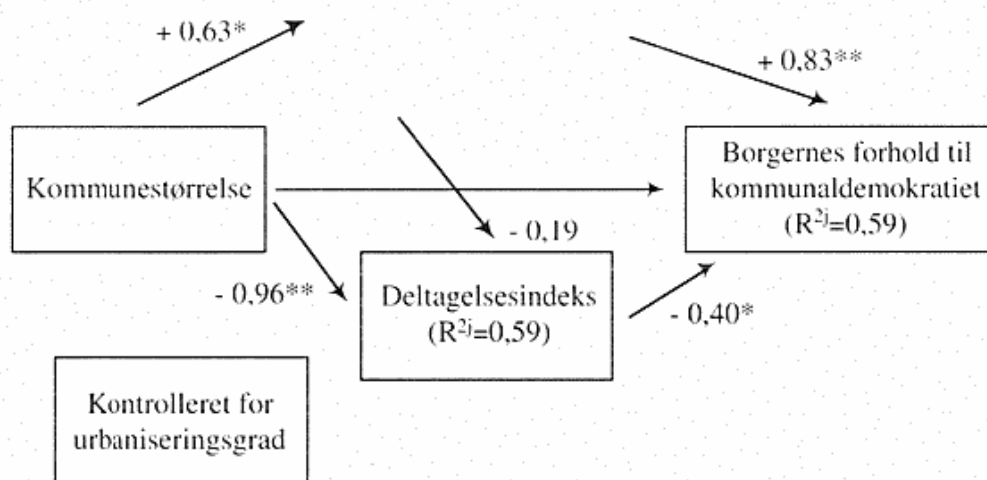 + 0,63*
+ 0,83**
Kommunestørrelse
Borgernes forhold til
kommunaldemokratiet
(R²ʲ=0,59)
- 0,19
- 0,96**
Deltagelsesindeks
(R²ʲ=0,59)
- 0,40*
Kontrolleret for
urbaniseringsgrad